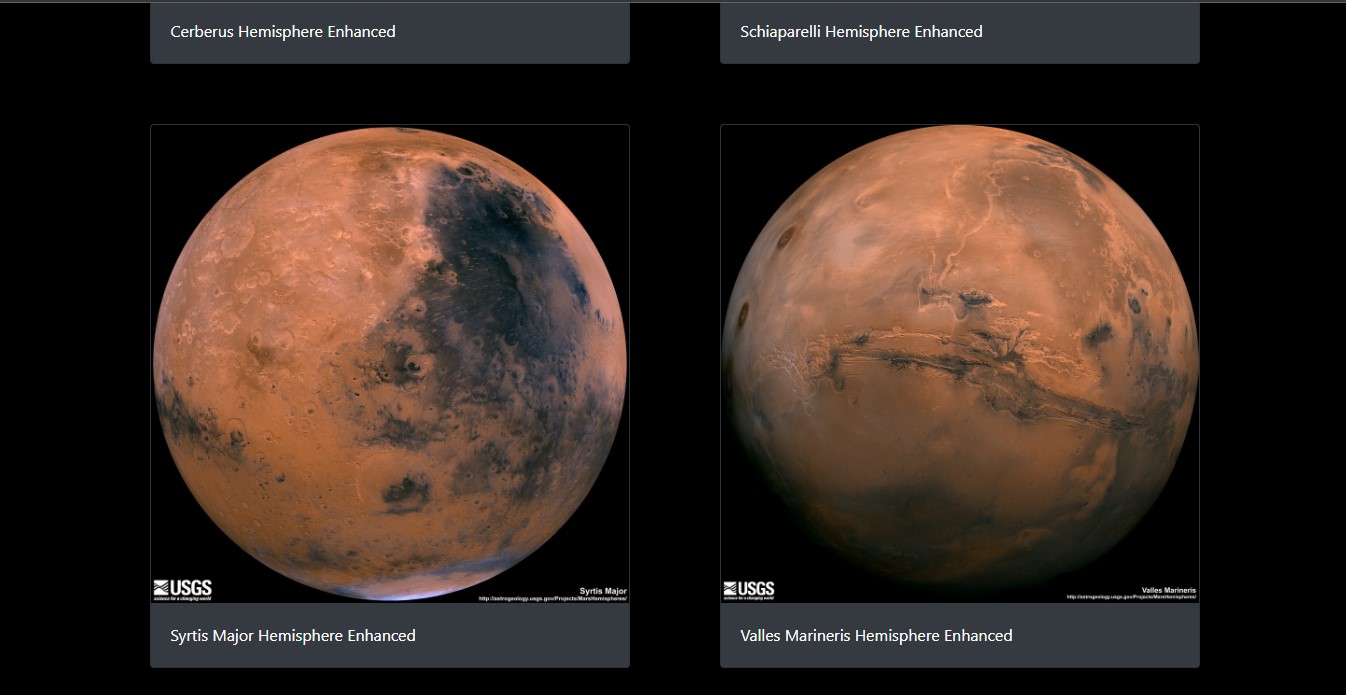 Cerberus Hemisphere Enhanced
Schiaparelli Hemisphere Enhanced
USGS
science for a changing world
Syrtis Major
http://astrogeology.usgs.gov/Projects/MarsHemispheres/
USGS
science for a changing world
Valles Marineris
http://astrogeology.usgs.gov/Projects/MarsHemispheres/
Syrtis Major Hemisphere Enhanced
Valles Marineris Hemisphere Enhanced